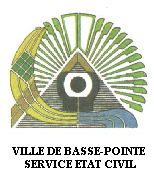 VILLE DE BASSE-POINTE
SERVICE ETAT CIVIL